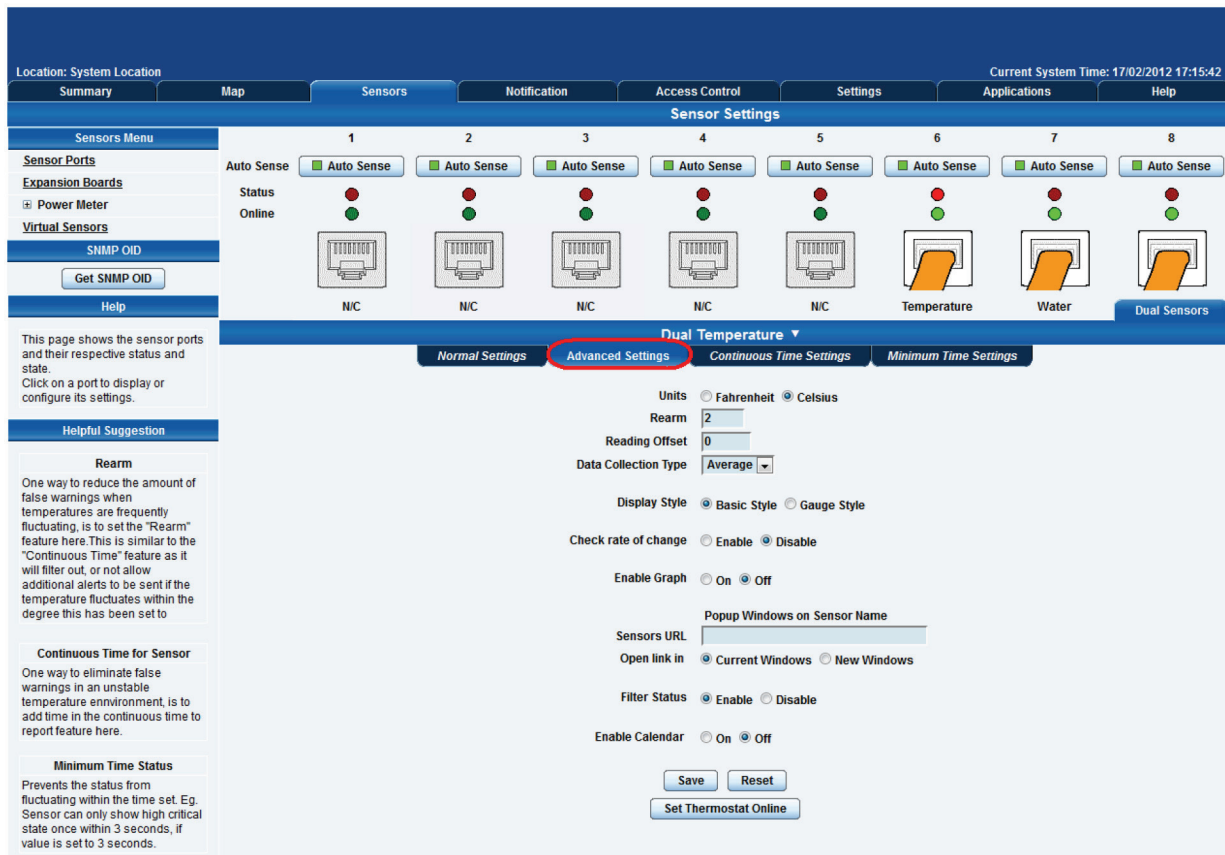 Location: System Location
Current System Time: 17/02/2012 17:15:42
Summary Map Sensors Notification Access Control Settings Applications Help
Sensor Settings
Sensors Menu
Sensor Ports
Expansion Boards
Power Meter
Virtual Sensors
SNMP OID
Get SNMP OID
Help
This page shows the sensor ports
and their respective status and
state.
Click on a port to display or
configure its settings.
Helpful Suggestion
Rearm
One way to reduce the amount of
false warnings when
temperatures are frequently
fluctuating, is to set the "Rearm"
feature here.This is similar to the
"Continuous Time" feature as it
will filter out, or not allow
additional alerts to be sent if the
temperature fluctuates within the
degree this has been set to
Continuous Time for Sensor
One way to eliminate false
warnings in an unstable
temperature ennvironment, is to
add time in the continuous time to
report feature here.
Minimum Time Status
Prevents the status from
fluctuating within the time set. Eg.
Sensor can only show high critical
state once within 3 seconds, if
value is set to 3 seconds.
1 2 3 4 5 6 7 8
Auto Sense Auto Sense Auto Sense Auto Sense Auto Sense Auto Sense Auto Sense Auto Sense Auto Sense
Status
Online
N/C N/C N/C N/C N/C Temperature Water Dual Sensors
Dual Temperature ▼
Normal Settings Advanced Settings Continuous Time Settings Minimum Time Settings
Units Fahrenheit Celsius
Rearm 2
Reading Offset 0
Data Collection Type Average
Display Style Basic Style Gauge Style
Check rate of change Enable Disable
Enable Graph On Off
Popup Windows on Sensor Name
Sensors URL
Open link in Current Windows New Windows
Filter Status Enable Disable
Enable Calendar On Off
Save Reset
Set Thermostat Online